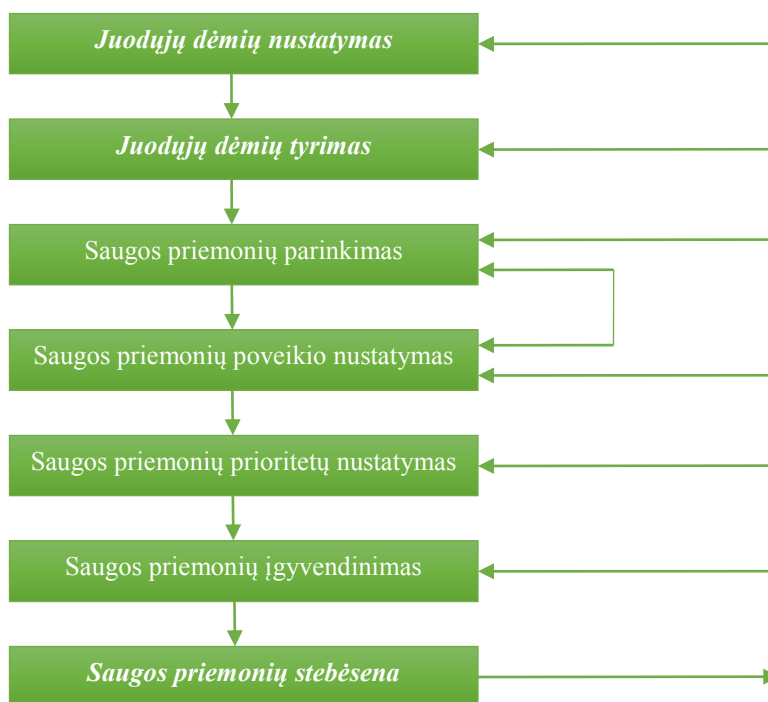 Juodųjų dėmių nustatymas
Juodųjų dėmių tyrimas
Saugos priemonių parinkimas
Saugos priemonių poveikio nustatymas
Saugos priemonių prioritetų nustatymas
Saugos priemonių įgyvendinimas
Saugos priemonių stebėsena